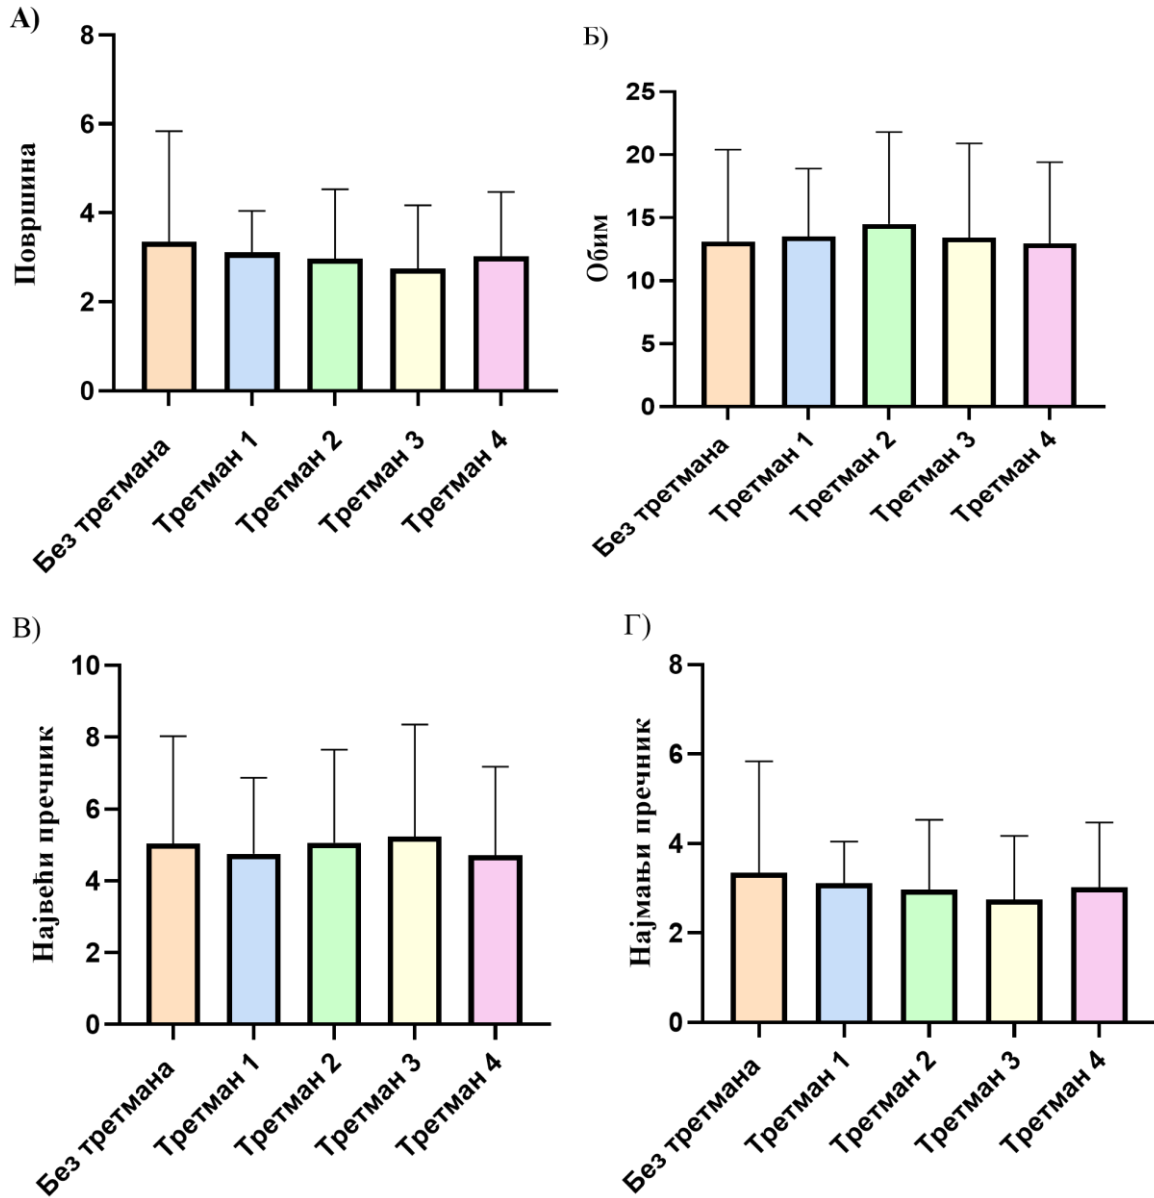 А)
8
6
4
2
0
Површина
Без третмана
Третман 1
Третман 2
Третман 3
Третман 4
Б)
25
20
15
10
5
0
Обим
Без третмана
Третман 1
Третман 2
Третман 3
Третман 4
В)
10
8
6
4
2
0
Највећи пречник
Без третмана
Третман 1
Третман 2
Третман 3
Третман 4
Г)
8
6
4
2
0
Најмањи пречник
Без третмана
Третман 1
Третман 2
Третман 3
Третман 4